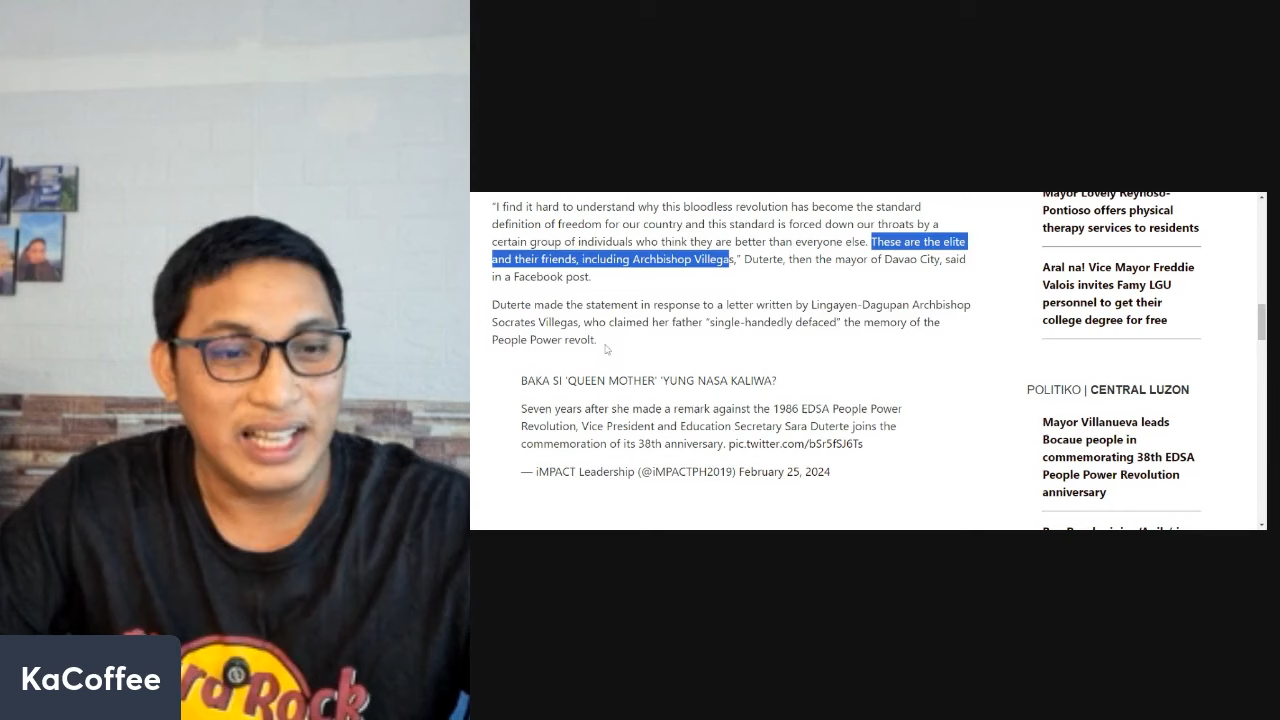 "I find it hard to understand why this bloodless revolution has become the standard
definition of freedom for our country and this standard is forced down our throats by a
certain group of individuals who think they are better than everyone else. These are the elite
and their friends, including Archbishop Villegas," Duterte, then the mayor of Davao City, said
in a Facebook post.
Duterte made the statement in response to a letter written by Lingayen-Dagupan Archbishop
Socrates Villegas, who claimed her father "single-handedly defaced" the memory of the
People Power revolt.
BAKA SI 'QUEEN MOTHER' 'YUNG NASA KALIWA?
Seven years after she made a remark against the 1986 EDSA People Power
Revolution, Vice President and Education Secretary Sara Duterte joins the
commemoration of its 38th anniversary. pic.twitter.com/bSr5fSJ6Ts
— iMPACT Leadership (@iMPACTPH2019) February 25, 2024
Mayor Lovely Reynoso-
Pontioso offers physical
therapy services to residents
Aral na! Vice Mayor Freddie
Valois invites Famy LGU
personnel to get their
college degree for free
POLITIKO | CENTRAL LUZON
Mayor Villanueva leads
Bocaue people in
commemorating 38th EDSA
People Power Revolution
anniversary
KaCoffee
Rock